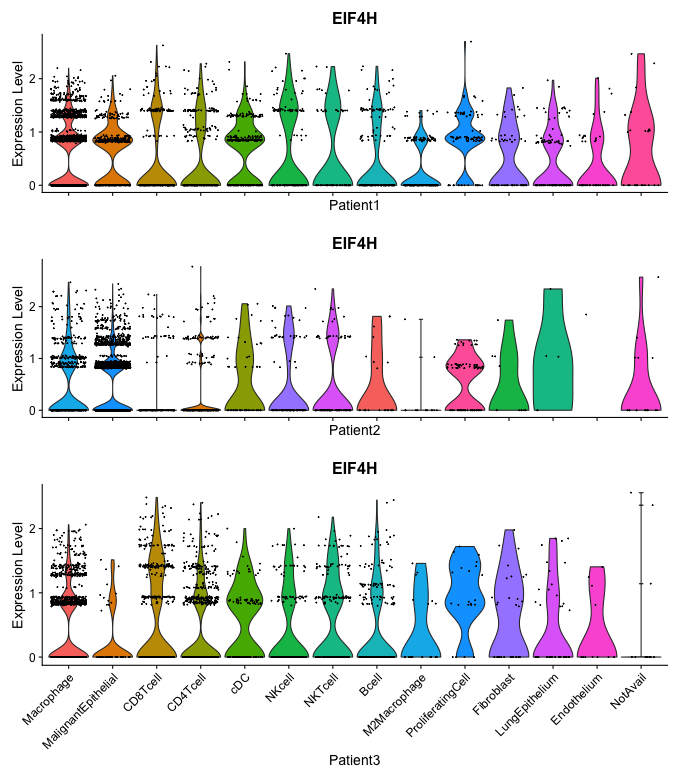 EIF4H
Expression Level
2
1
0
Patient1
EIF4H
Expression Level
2
1
0
Patient2
EIF4H
Expression Level
2
1
0
Macrophage
MalignantEpithelial
CD8Tcell
CD4Tcell
cDC
NKcell
NKTcell
Bcell
M2Macrophage
ProliferatingCell
Fibroblast
LungEpithelium
Endothelium
NotAvail
Patient3